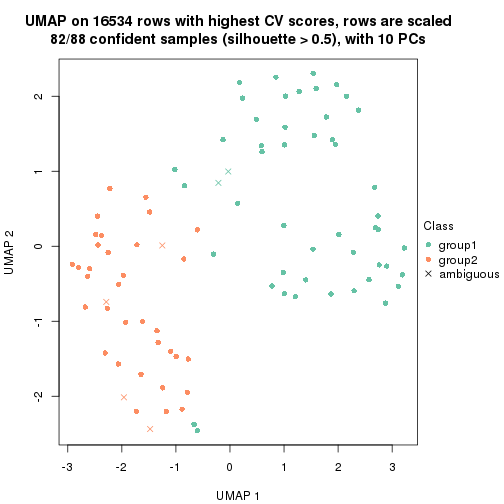 UMAP on 16534 rows with highest CV scores, rows are scaled
82/88 confident samples (silhouette > 0.5), with 10 PCs
2
1
0
-1
-2
UMAP 2
-3
-2
-1
0
1
2
3
UMAP 1
Class
group1
group2
ambiguous